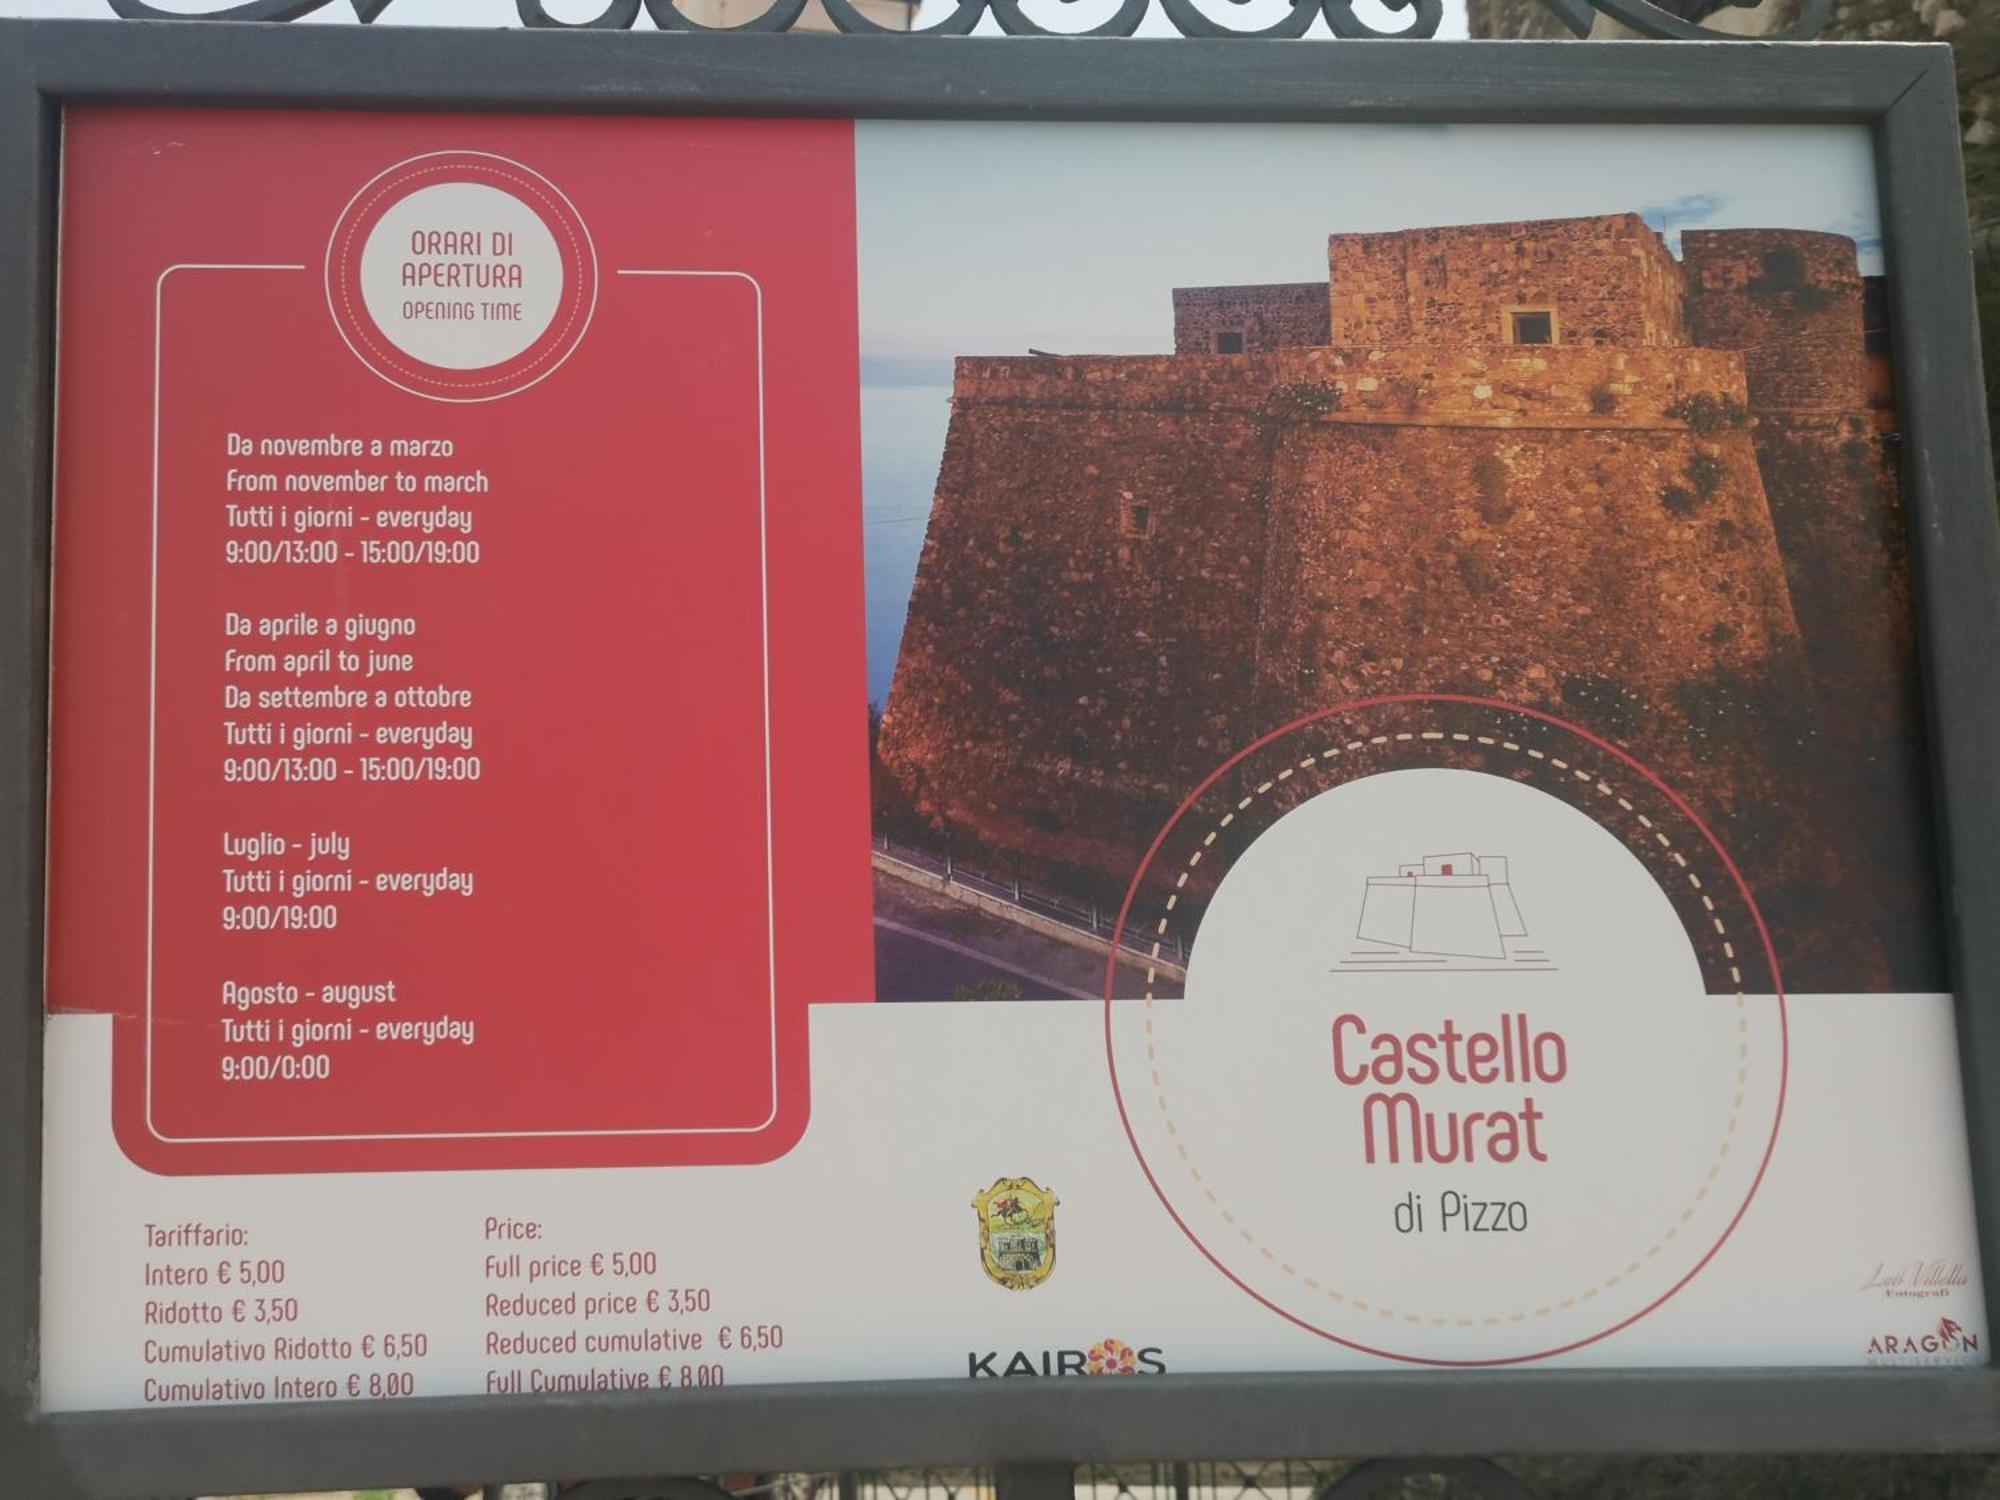 ORARI DI
APERTURA
OPENING TIME
Da novembre a marzo
From november to march
Tutti i giorni - everyday
9:00/13:00 - 15:00/19:00
Da aprile a giugno
From april to june
Da settembre a ottobre
Tutti i giorni - everyday
9:00/13:00 - 15:00/19:00
Luglio - july
Tutti i giorni - everyday
9:00/19:00
Agosto - august
Tutti i giorni - everyday
9:00/0:00
Tariffario:
Intero € 5,00
Ridotto € 3,50
Cumulativo Ridotto € 6,50
Cumulativo Intero € 8,00
Price:
Full price € 5,00
Reduced price € 3,50
Reduced cumulative € 6,50
Full Cumulative € 8,00
KAIROS
Castello
Murat
di Pizzo
Leo Villella
Fotografi
ARAGON